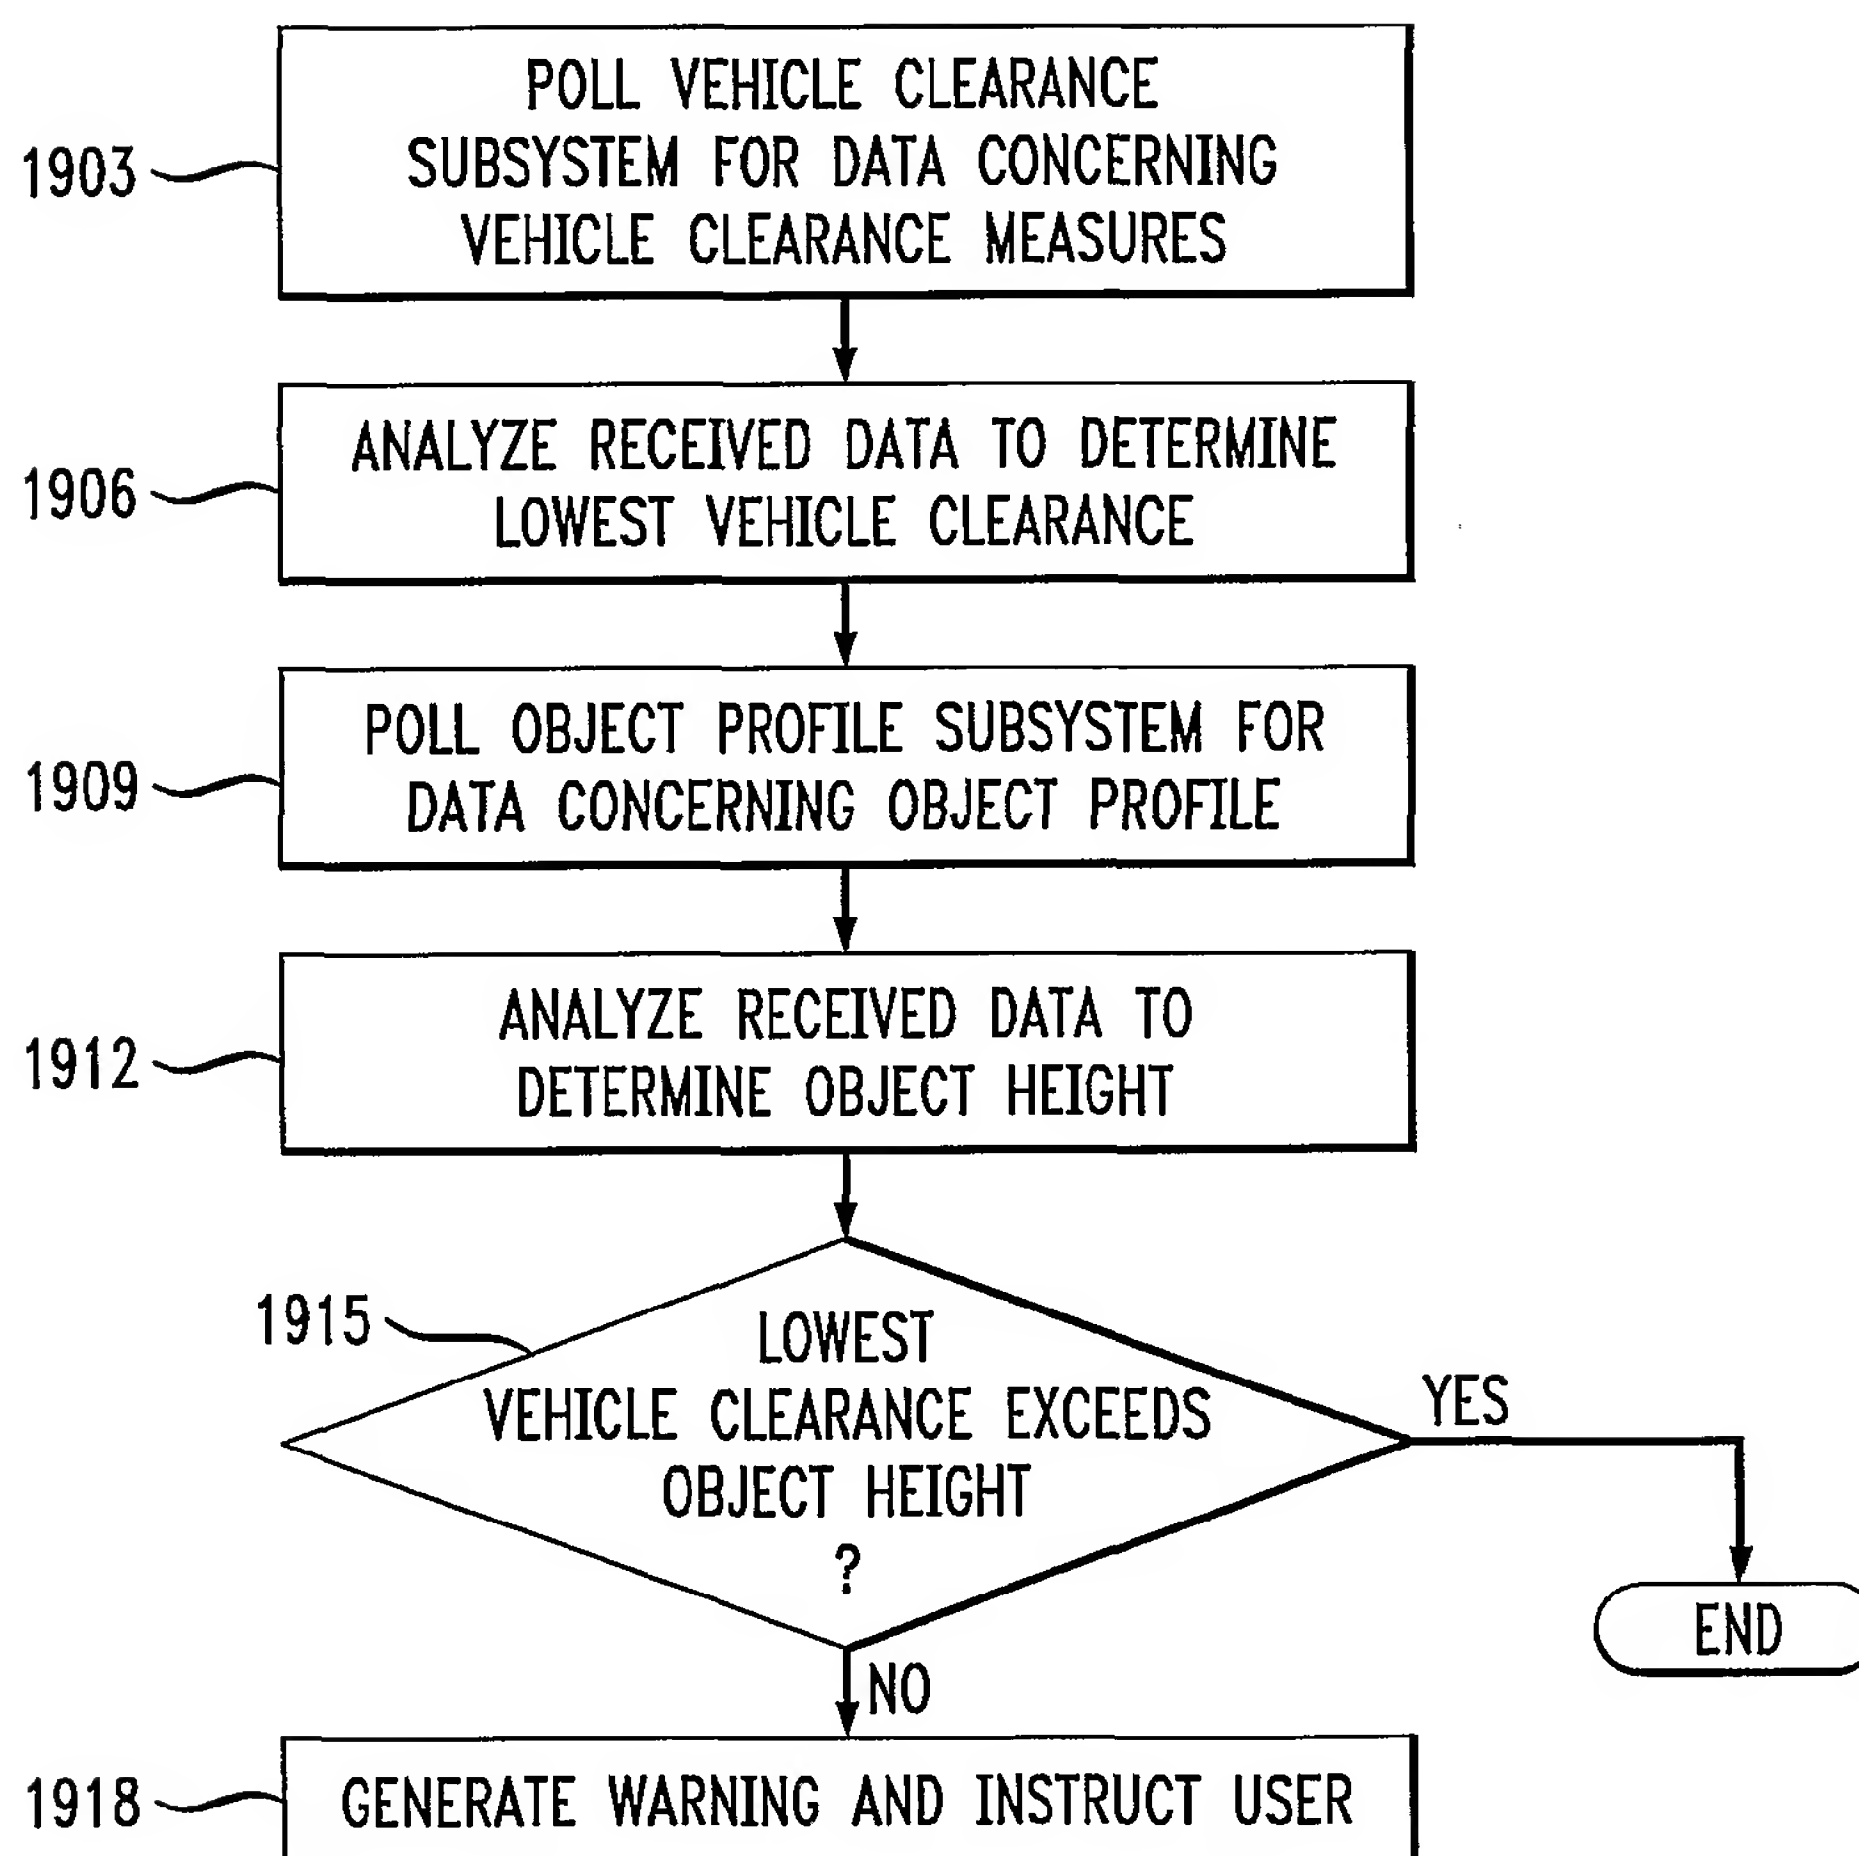 1903
POLL VEHICLE CLEARANCE
SUBSYSTEM FOR DATA CONCERNING
VEHICLE CLEARANCE MEASURES
1906
ANALYZE RECEIVED DATA TO DETERMINE
LOWEST VEHICLE CLEARANCE
1909
POLL OBJECT PROFILE SUBSYSTEM FOR
DATA CONCERNING OBJECT PROFILE
1912
ANALYZE RECEIVED DATA TO
DETERMINE OBJECT HEIGHT
1915
LOWEST
VEHICLE CLEARANCE EXCEEDS
OBJECT HEIGHT
?
YES
END
NO
1918
GENERATE WARNING AND INSTRUCT USER